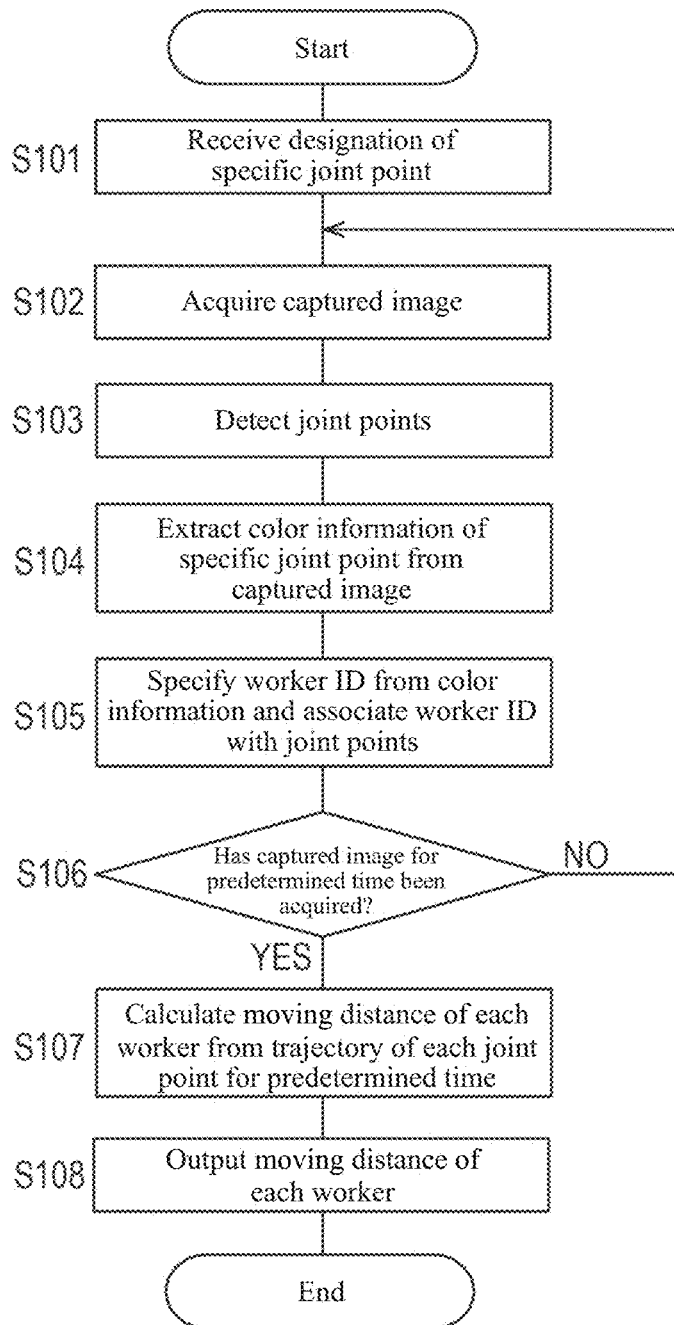 Start
S101
Receive designation of
specific joint point
S102
Acquire captured image
S103
Detect joint points
S104
Extract color information of
specific joint point from
captured image
S105
Specify worker ID from color
information and associate worker ID
with joint points
S106
Has captured image for
predetermined time been
acquired?
NO
YES
S107
Calculate moving distance of each
worker from trajectory of each joint
point for predetermined time
S108
Output moving distance of
each worker
End